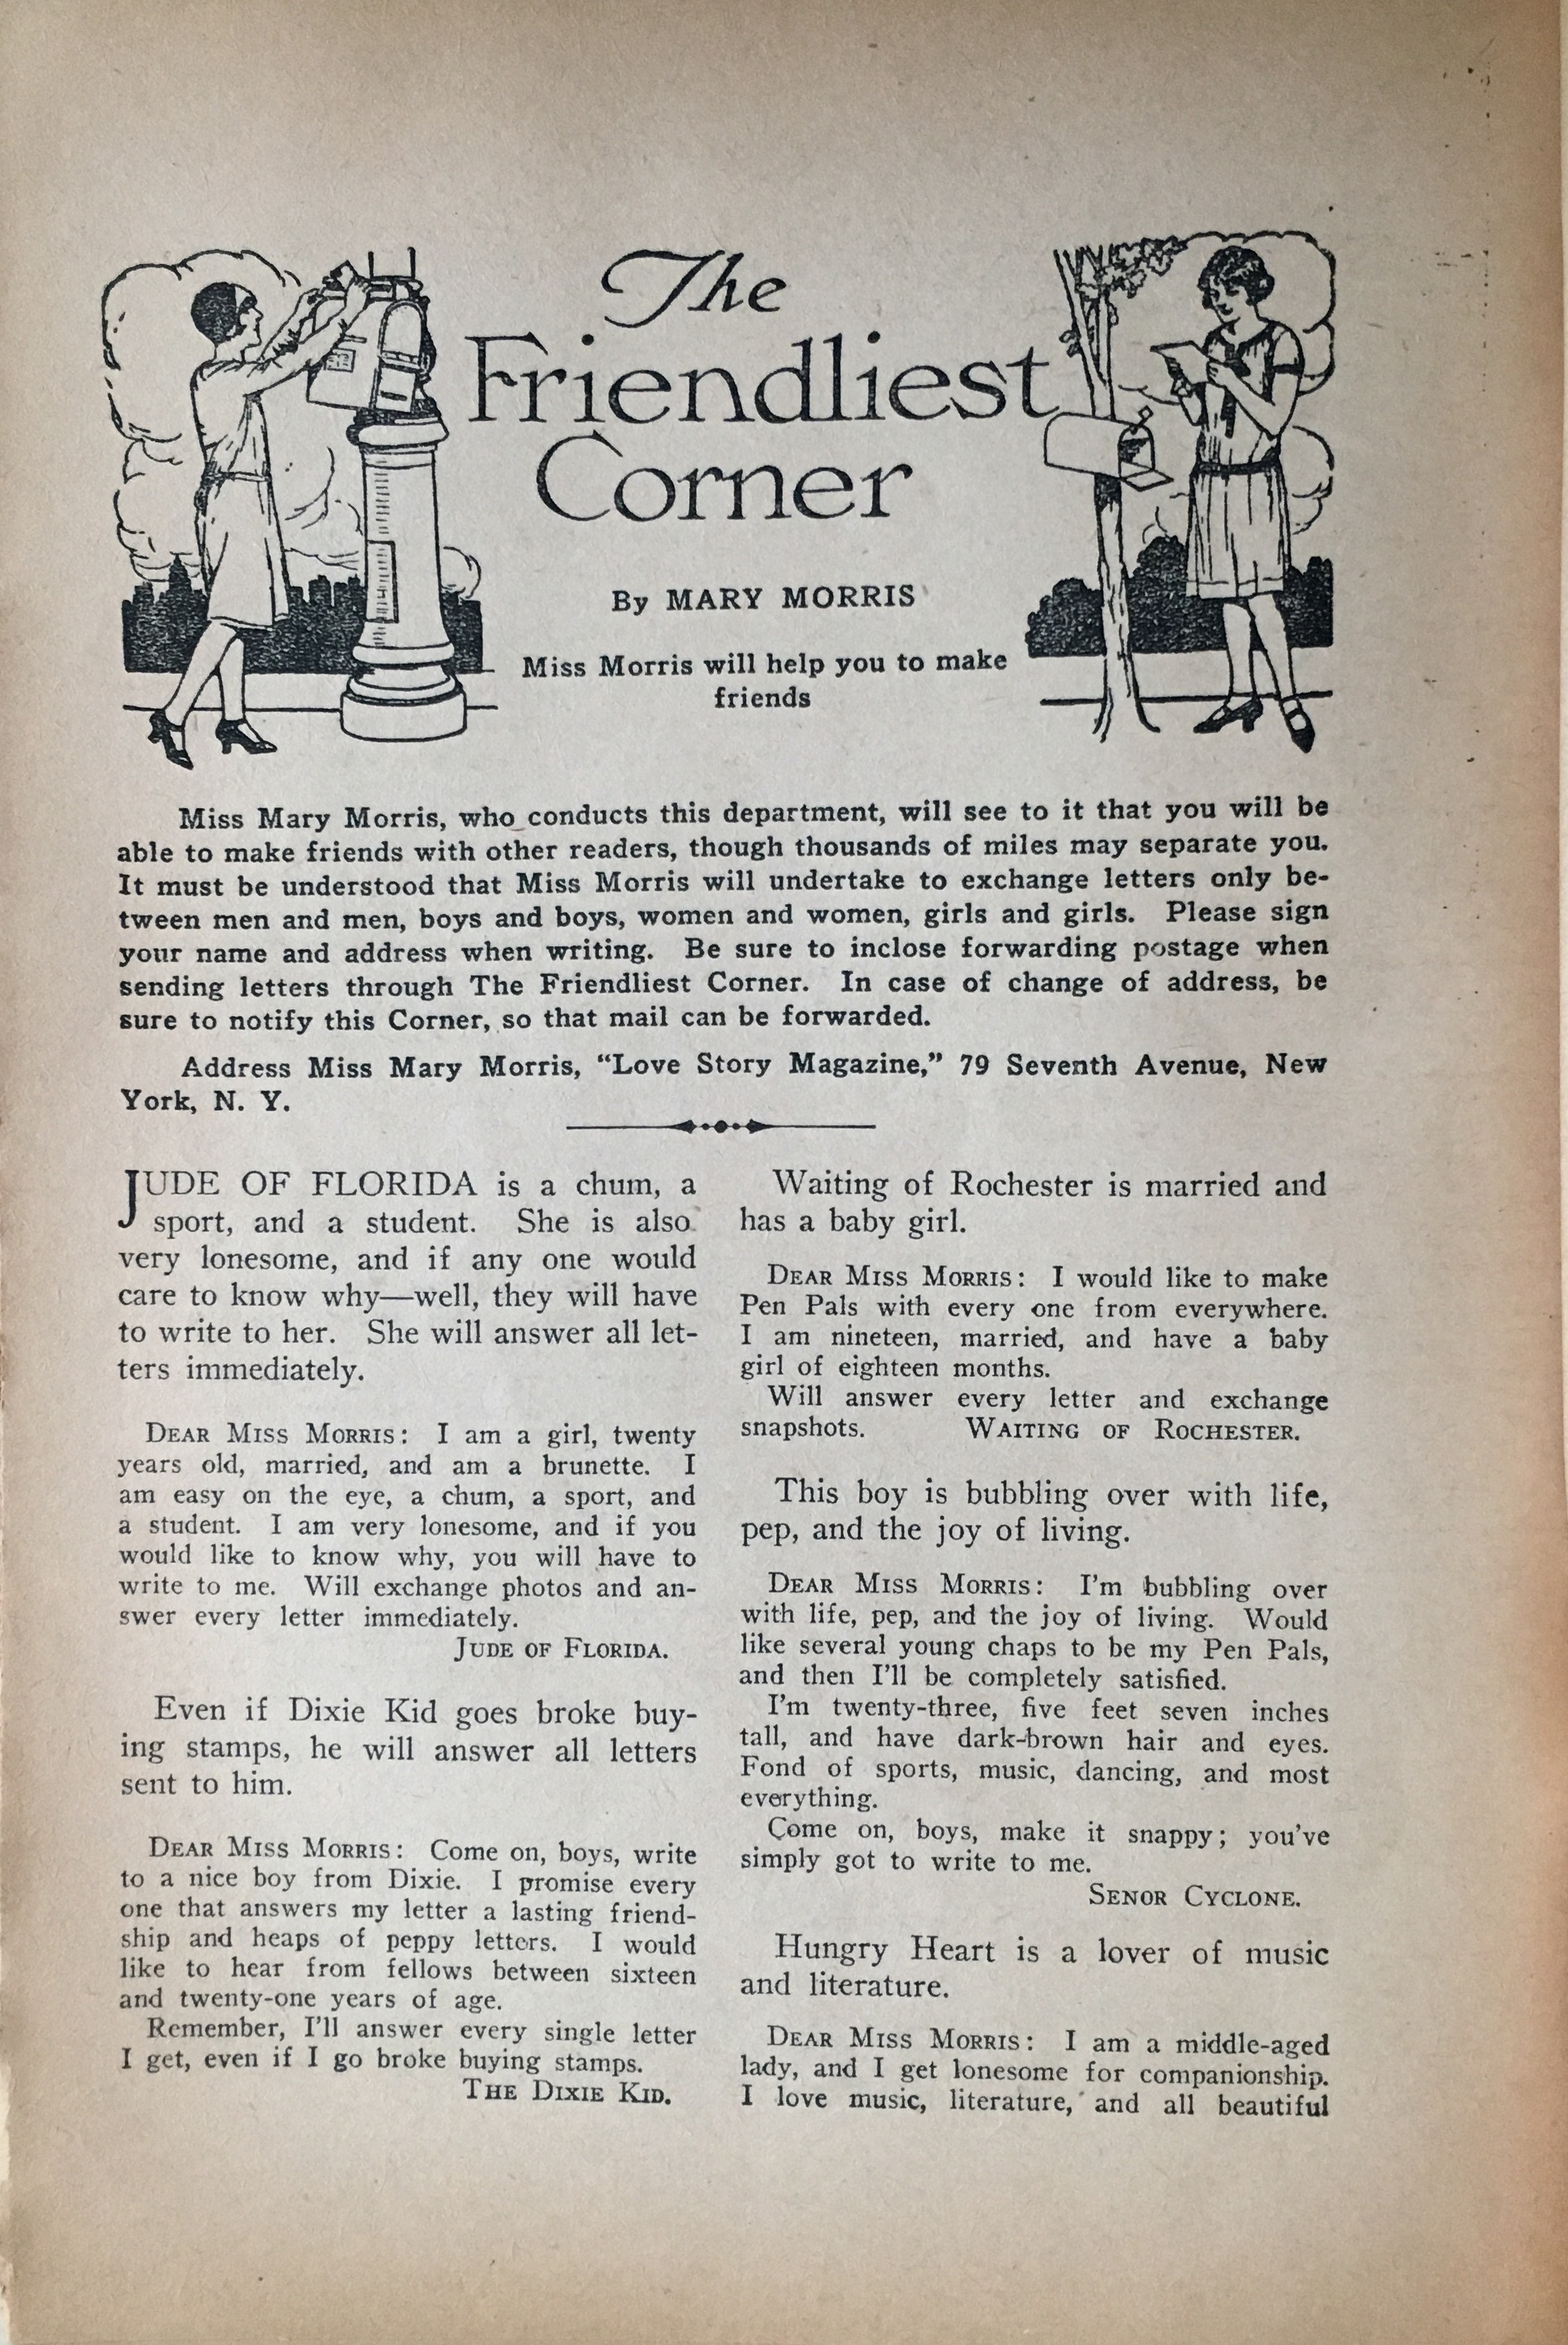 The
Friendliest
Corner
By MARY MORRIS
Miss Morris will help you to make
friends
Miss Mary Morris, who conducts this department, will see to it that you will be
able to make friends with other readers, though thousands of miles may separate you.
It must be understood that Miss Morris will undertake to exchange letters only be-
tween men and men, boys and boys, women and women, girls and girls. Please sign
your name and address when writing. Be sure to inclose forwarding postage when
sending letters through The Friendliest Corner. In case of change of address, be
sure to notify this Corner, so that mail can be forwarded.
Address Miss Mary Morris, “Love Story Magazine,” 79 Seventh Avenue, New
York, N. Y.
JUDE OF FLORIDA is a chum, a
sport, and a student. She is also
very lonesome, and if any one would
care to know why—well, they will have
to write to her. She will answer all let-
ters immediately.
DEAR MISS MORRIS: I am a girl, twenty
years old, married, and am a brunette. I
am easy on the eye, a chum, a sport, and
a student. I am very lonesome, and if you
would like to know why, you will have to
write to me. Will exchange photos and an-
swer every letter immediately.
JUDE OF FLORIDA.
Even if Dixie Kid goes broke buy-
ing stamps, he will answer all letters
sent to him.
DEAR MISS MORRIS: Come on, boys, write
to a nice boy from Dixie. I promise every
one that answers my letter a lasting friend-
ship and heaps of peppy letters. I would
like to hear from fellows between sixteen
and twenty-one years of age.
Remember, I'll answer every single letter
I get, even if I go broke buying stamps.
THE DIXIE KID.
Waiting of Rochester is married and
has a baby girl.
DEAR MISS MORRIS: I would like to make
Pen Pals with every one from everywhere.
I am nineteen, married, and have a baby
girl of eighteen months.
Will answer every letter and exchange
snapshots. WAITING OF ROCHESTER.
This boy is bubbling over with life,
pep, and the joy of living.
DEAR MISS MORRIS: I'm bubbling over
with life, pep, and the joy of living. Would
like several young chaps to be my Pen Pals,
and then I'll be completely satisfied.
I'm twenty-three, five feet seven inches
tall, and have dark-brown hair and eyes.
Fond of sports, music, dancing, and most
everything.
Come on, boys, make it snappy; you've
simply got to write to me.
SENOR CYCLONE.
Hungry Heart is a lover of music
and literature.
DEAR MISS MORRIS: I am a middle-aged
lady, and I get lonesome for companionship.
I love music, literature, and all beautiful